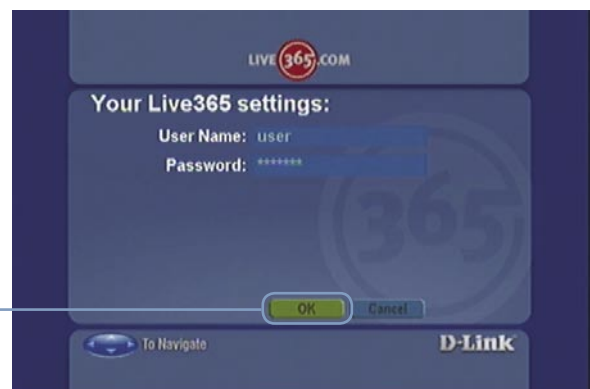 LIVE 365.COM
Your Live365 settings:
User Name: user
Password: *******
365
OK Cancel
To Navigate D-Link